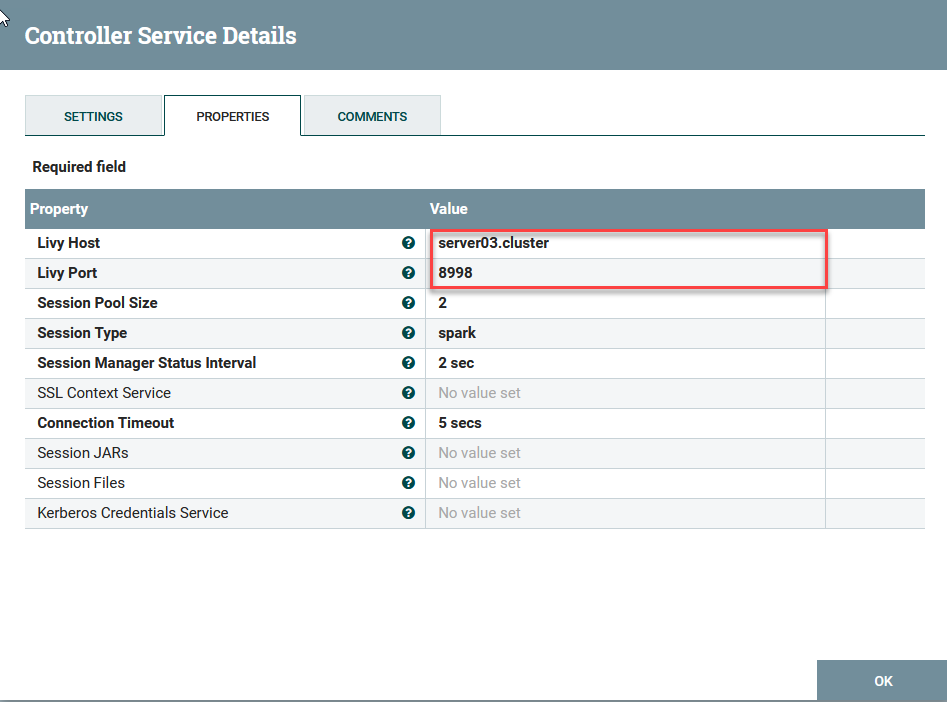 Controller Service Details
SETTINGS PROPERTIES COMMENTS
Required field
Property Value
Livy Host ? server03.cluster
Livy Port ? 8998
Session Pool Size ? 2
Session Type ? spark
Session Manager Status Interval ? 2 sec
SSL Context Service ? No value set
Connection Timeout ? 5 secs
Session JARs ? No value set
Session Files ? No value set
Kerberos Credentials Service ? No value set
OK